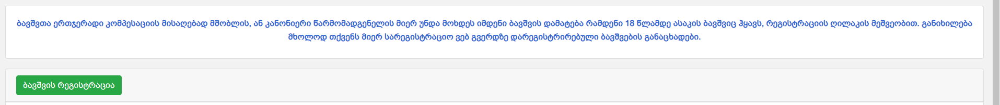 ბავშვთა ერთჯერადი კომპესაციის მისაღებად მშობლის, ან კანონიერი წარმომადგენელის მიერ უნდა მოხდეს იმდენი ბავშვის დამატება რამდენი 18 წლამდე ასაკის ბავშვიც ჰყავს, რეგისტრაციის ღილაკის მეშვეობით. განიხილება
მხოლოდ თქვენს მიერ სარეგისტრაციო ვებ გვერდზე დარეგისტრირებული ბავშვების განაცხადები.
ბავშვის რეგისტრაცია